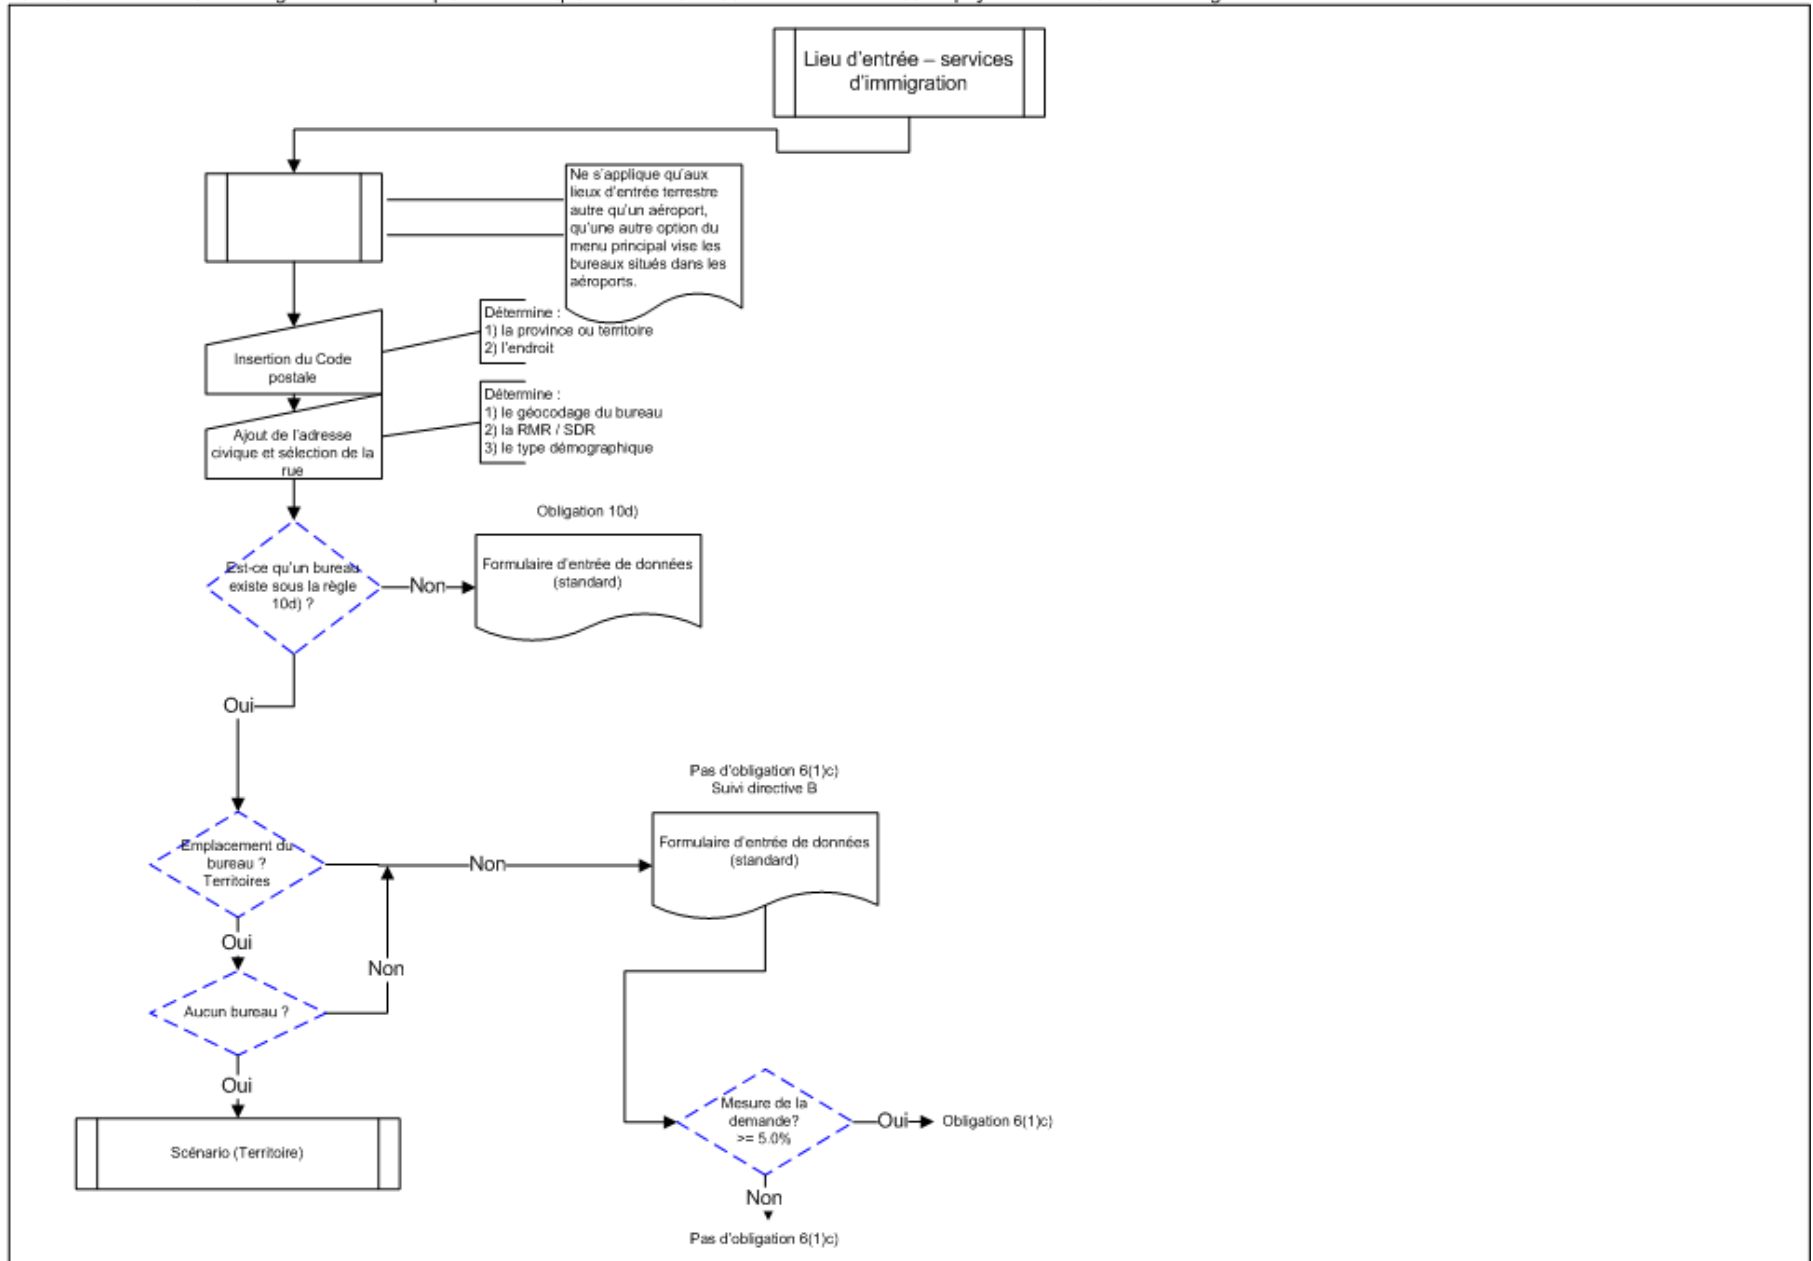 Lieu d'entrée – services
d'immigration
Ne s'applique qu'aux
lieux d'entrée terrestre
autre qu'un aéroport,
qu'une autre option du
menu principal vise les
bureaux situés dans les
aéroports.
Détermine :
1) la province ou territoire
2) l'endroit
Insertion du Code
postale
Détermine :
1) le géocodage du bureau
2) la RMR / SDR
3) le type démographique
Ajout de l'adresse
civique et sélection de la
rue
Obligation 10d)
Est-ce qu'un bureau
existe sous la règle
10d) ?
Non
Formulaire d'entrée de données
(standard)
Oui
Pas d'obligation 6(1)c)
Suivi directive B
Emplacement du
bureau ?
Territoires
Non
Formulaire d'entrée de données
(standard)
Oui
Non
Aucun bureau ?
Oui
Scénario (Territoire)
Mesure de la
demande?
>= 5.0%
Oui
Obligation 6(1)c)
Non
Pas d'obligation 6(1)c)